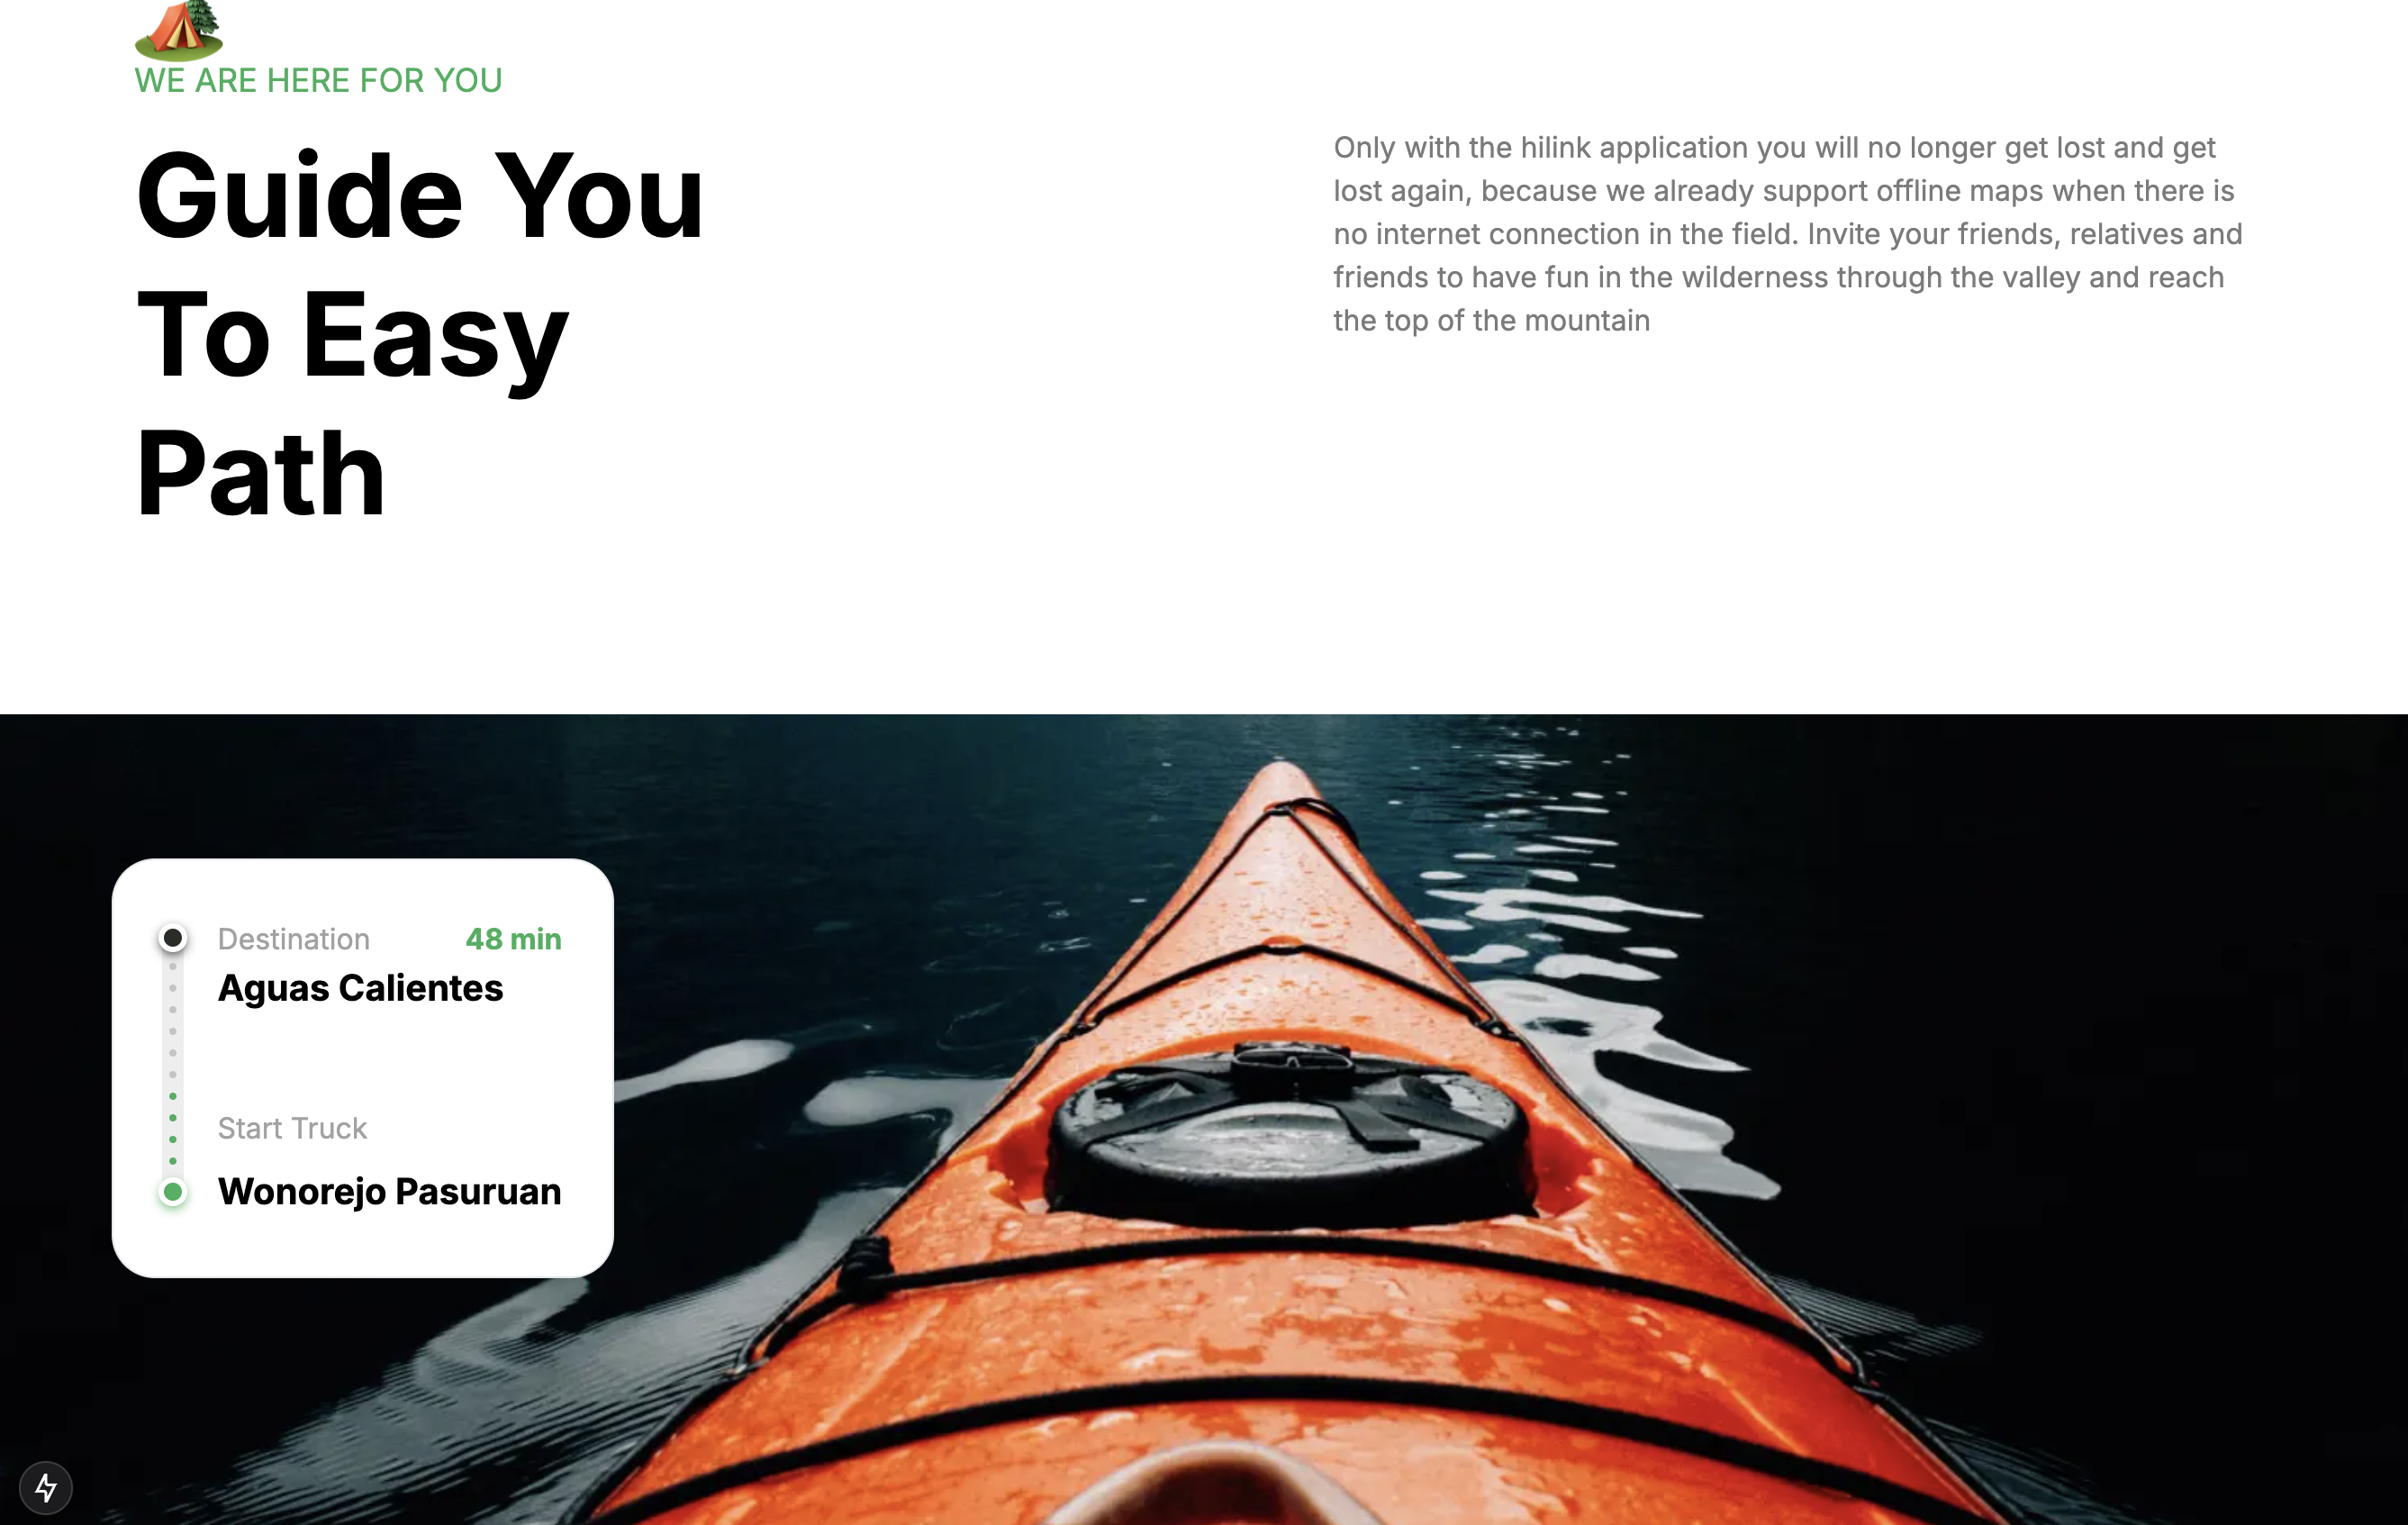 WE ARE HERE FOR YOU
Guide You
To Easy
Path
Only with the hilink application you will no longer get lost and get
lost again, because we already support offline maps when there is
no internet connection in the field. Invite your friends, relatives and
friends to have fun in the wilderness through the valley and reach
the top of the mountain
Destination 48 min
Aguas Calientes
Start Truck
Wonorejo Pasuruan